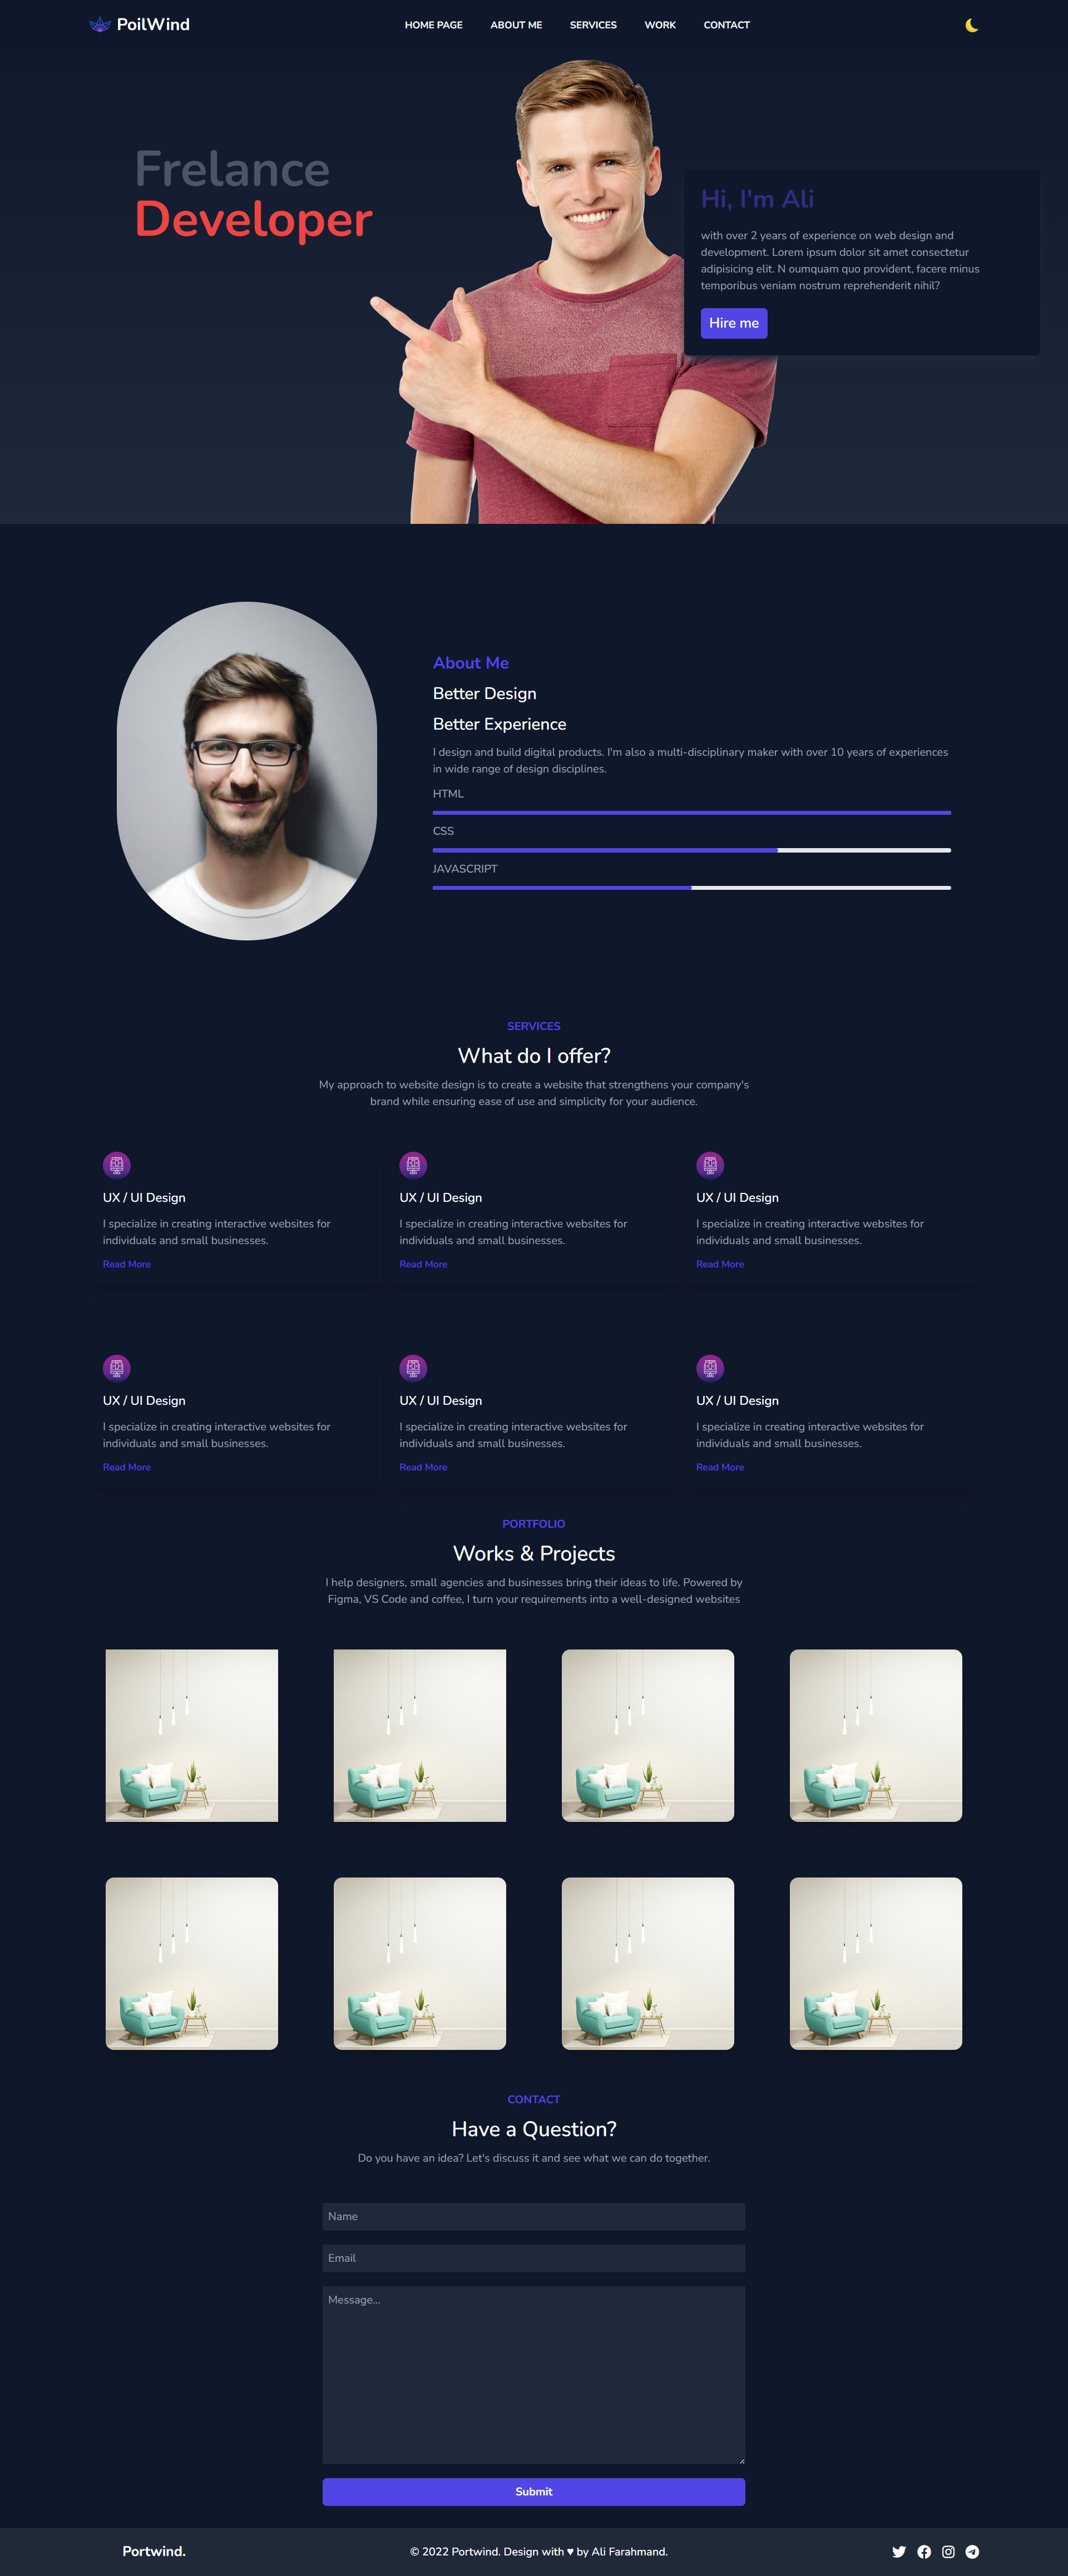 PoilWind
HOME PAGE
ABOUT ME
SERVICES
WORK
CONTACT
Frelance
Developer
Hi, I'm Ali
with over 2 years of experience on web design and
development. Lorem ipsum dolor sit amet consectetur
adipisicing elit. N oumquam quo provident, facere minus
temporibus veniam nostrum reprehenderit nihil?
Hire me
About Me
Better Design
Better Experience
I design and build digital products. I'm also a multi-disciplinary maker with over 10 years of experiences
in wide range of design disciplines.
HTML
CSS
JAVASCRIPT
SERVICES
What do I offer?
My approach to website design is to create a website that strengthens your company's
brand while ensuring ease of use and simplicity for your audience.
UX / UI Design
I specialize in creating interactive websites for
individuals and small businesses.
Read More
UX / UI Design
I specialize in creating interactive websites for
individuals and small businesses.
Read More
UX / UI Design
I specialize in creating interactive websites for
individuals and small businesses.
Read More
UX / UI Design
I specialize in creating interactive websites for
individuals and small businesses.
Read More
UX / UI Design
I specialize in creating interactive websites for
individuals and small businesses.
Read More
UX / UI Design
I specialize in creating interactive websites for
individuals and small businesses.
Read More
PORTFOLIO
Works & Projects
I help designers, small agencies and businesses bring their ideas to life. Powered by
Figma, VS Code and coffee, I turn your requirements into a well-designed websites
CONTACT
Have a Question?
Do you have an idea? Let's discuss it and see what we can do together.
Name
Email
Message...
Submit
Portwind.
© 2022 Portwind. Design with ♥ by Ali Farahmand.